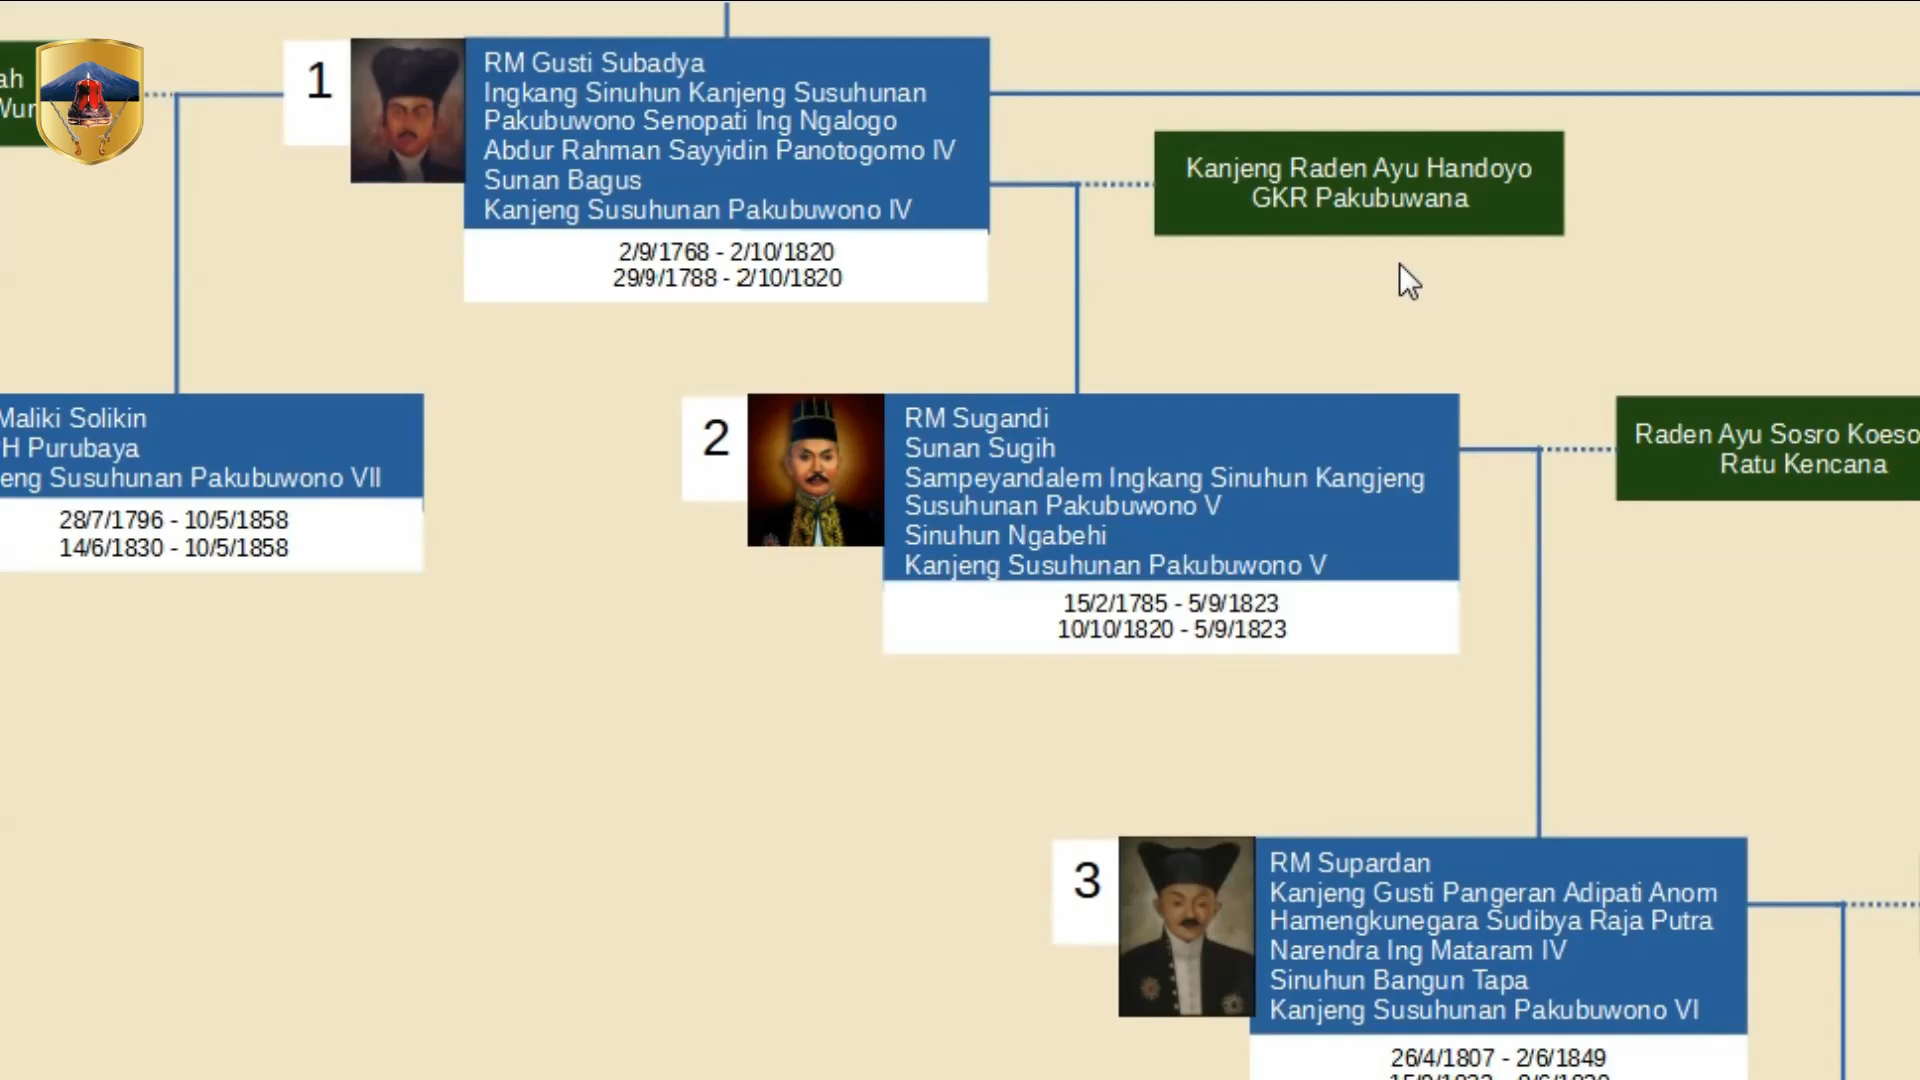 ah
Wur
1
RM Gusti Subadya
Ingkang Sinuhun Kanjeng Susuhunan
Pakubuwono Senopati Ing Ngalogo
Abdur Rahman Sayyidin Panotogomo IV
Sunan Bagus
Kanjeng Susuhunan Pakubuwono IV
2/9/1768 - 2/10/1820
29/9/1788 - 2/10/1820
Kanjeng Raden Ayu Handoyo
GKR Pakubuwana
Maliki Solikin
H Purubaya
eng Susuhunan Pakubuwono VII
28/7/1796 - 10/5/1858
14/6/1830 - 10/5/1858
2
RM Sugandi
Sunan Sugih
Sampeyandalem Ingkang Sinuhun Kangjeng
Susuhunan Pakubuwono V
Sinuhun Ngabehi
Kanjeng Susuhunan Pakubuwono V
15/2/1785 - 5/9/1823
10/10/1820 - 5/9/1823
Raden Ayu Sosro Koeso
Ratu Kencana
3
RM Supardan
Kanjeng Gusti Pangeran Adipati Anom
Hamengkunegara Sudibya Raja Putra
Narendra Ing Mataram IV
Sinuhun Bangun Tapa
Kanjeng Susuhunan Pakubuwono VI
26/4/1807 - 2/6/1849